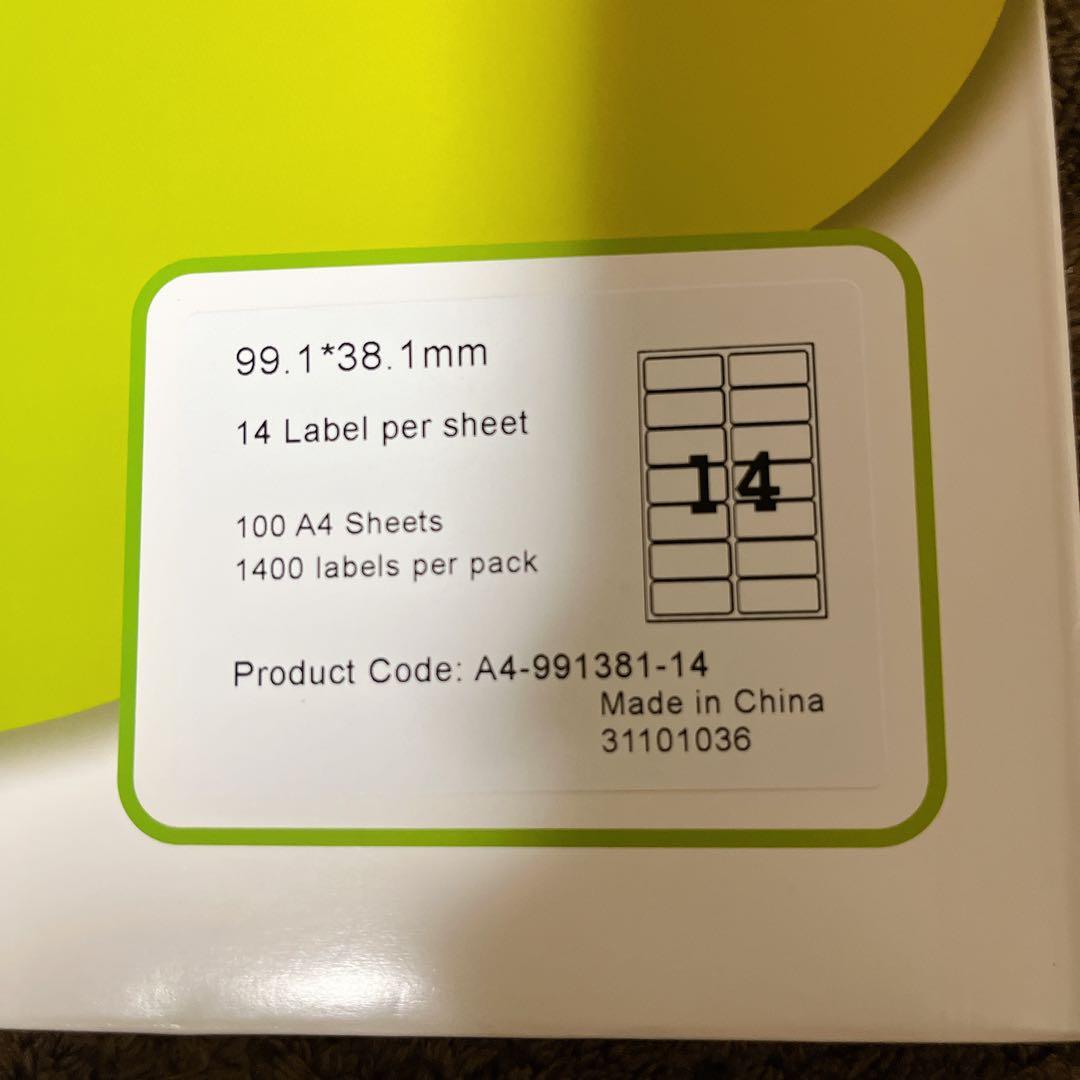 99.1*38.1mm
14 Label per sheet
14
100 A4 Sheets
1400 labels per pack
Product Code: A4-991381-14
Made in China
31101036